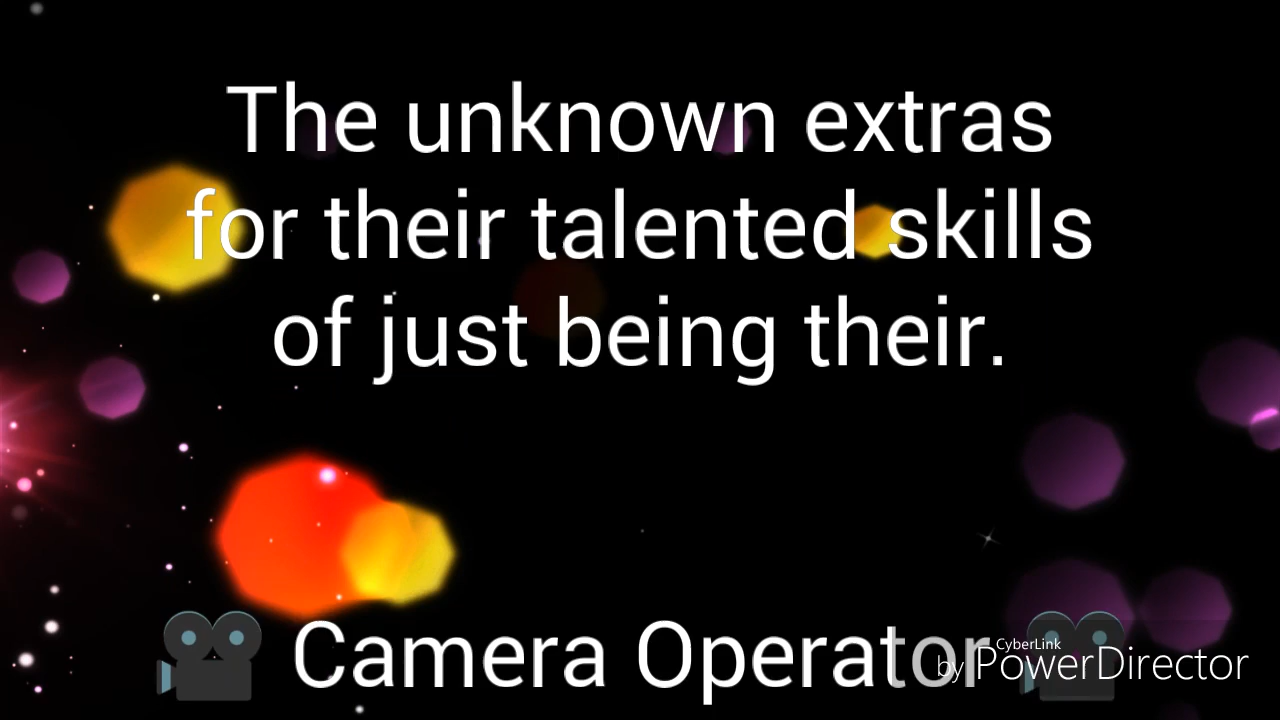 The unknown extras
for their talented skills
of just being their.
🎥 Camera Operator 🎥
CyberLink
by PowerDirector